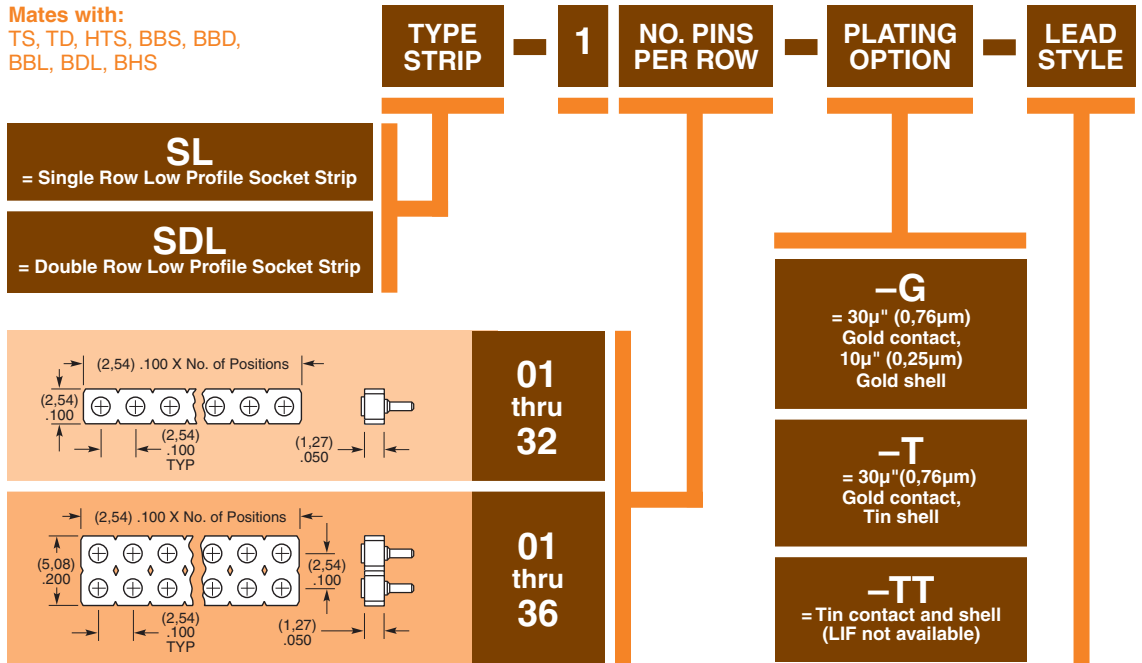 Mates with:
TS, TD, HTS, BBS, BBD,
BBL, BDL, BHS
TYPE
STRIP
1
NO. PINS
PER ROW
PLATING
OPTION
LEAD
STYLE
SL
= Single Row Low Profile Socket Strip
SDL
= Double Row Low Profile Socket Strip
–G
= 30µ" (0,76µm)
Gold contact,
10µ" (0,25µm)
Gold shell
(2,54) .100 X No. of Positions
(2,54)
.100
(2,54)
.100
TYP
(1,27)
.050
01
thru
32
–T
= 30µ"(0,76µm)
Gold contact,
Tin shell
(2,54) .100 X No. of Positions
(5,08)
.200
(2,54)
.100
(2,54)
.100
TYP
(1,27)
.050
01
thru
36
–TT
= Tin contact and shell
(LIF not available)